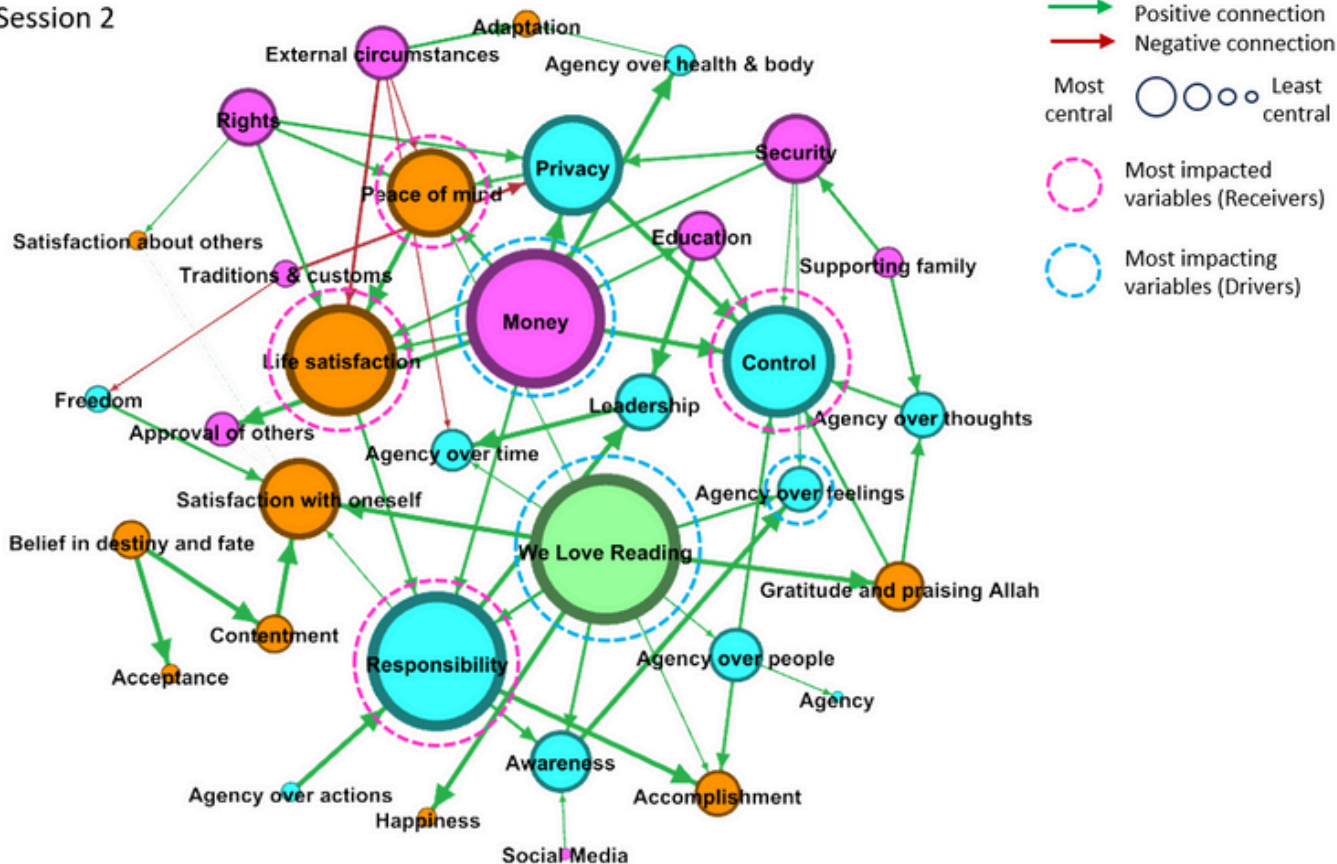 Session 2
Positive connection
Negative connection
Most
central
Least
central
Most impacted
variables (Receivers)
Most impacting
variables (Drivers)
Adaptation
External circumstances
Agency over health & body
Rights
Security
Privacy
Peace of mind
Education
Satisfaction about others
Supporting family
Traditions & customs
Money
Life satisfaction
Control
Freedom
Leadership
Agency over thoughts
Approval of others
Agency over time
Agency over feelings
Satisfaction with oneself
Belief in destiny and fate
We Love Reading
Gratitude and praising Allah
Contentment
Responsibility
Agency over people
Acceptance
Agency
Awareness
Agency over actions
Accomplishment
Happiness
Social Media